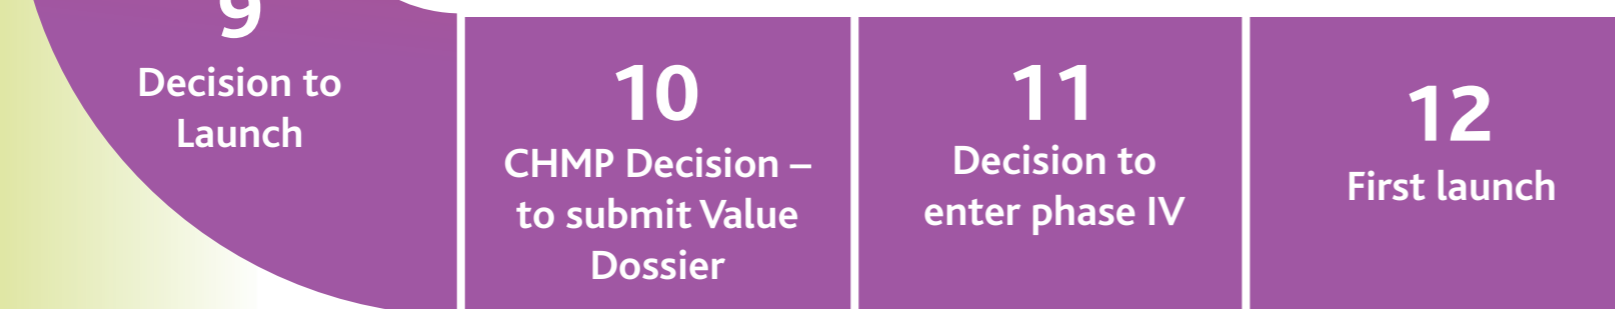 9
Decision to
Launch
10
CHMP Decision –
to submit Value
Dossier
11
Decision to
enter phase IV
12
First launch